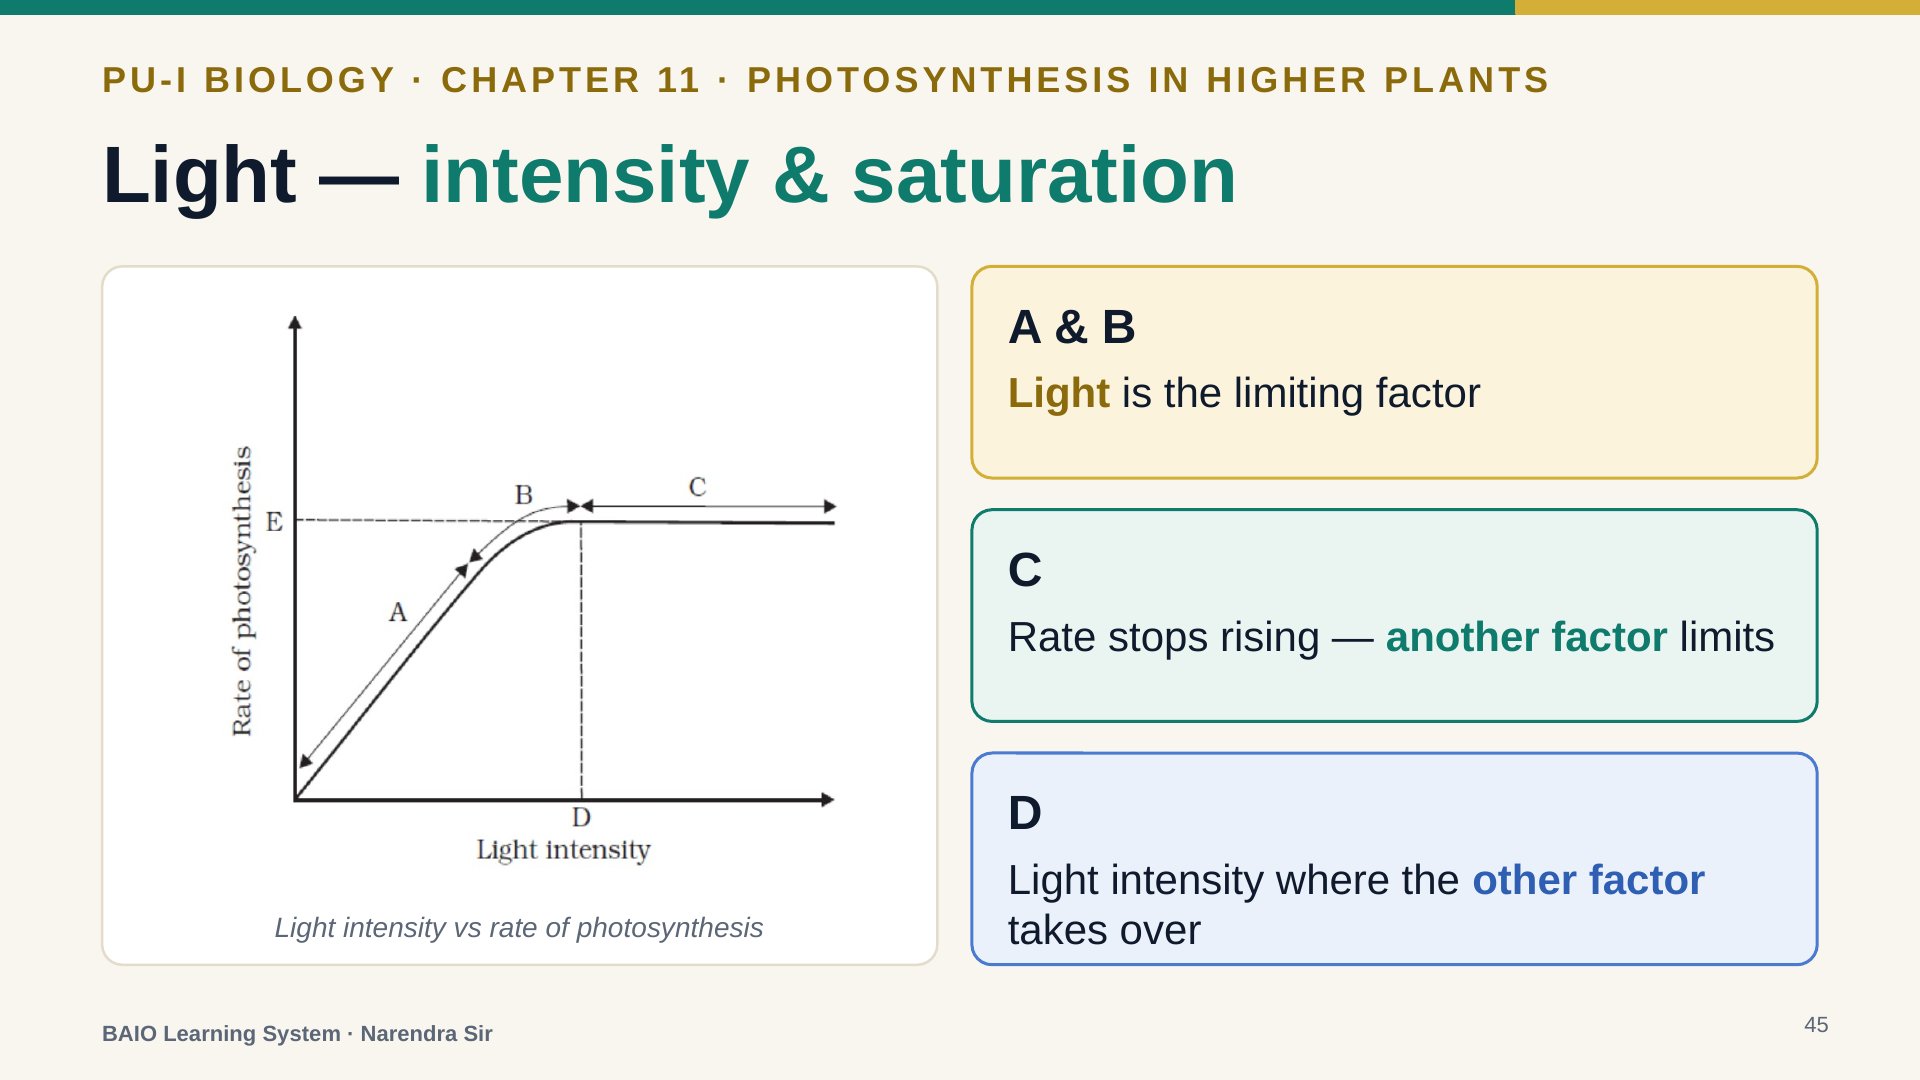 PU-I BIOLOGY · CHAPTER 11 · PHOTOSYNTHESIS IN HIGHER PLANTS
Light — intensity & saturation
Rate of photosynthesis
E
A
B
C
D
Light intensity
Light intensity vs rate of photosynthesis
A & B
Light is the limiting factor
C
Rate stops rising — another factor limits
D
Light intensity where the other factor
takes over
BAIO Learning System · Narendra Sir
45